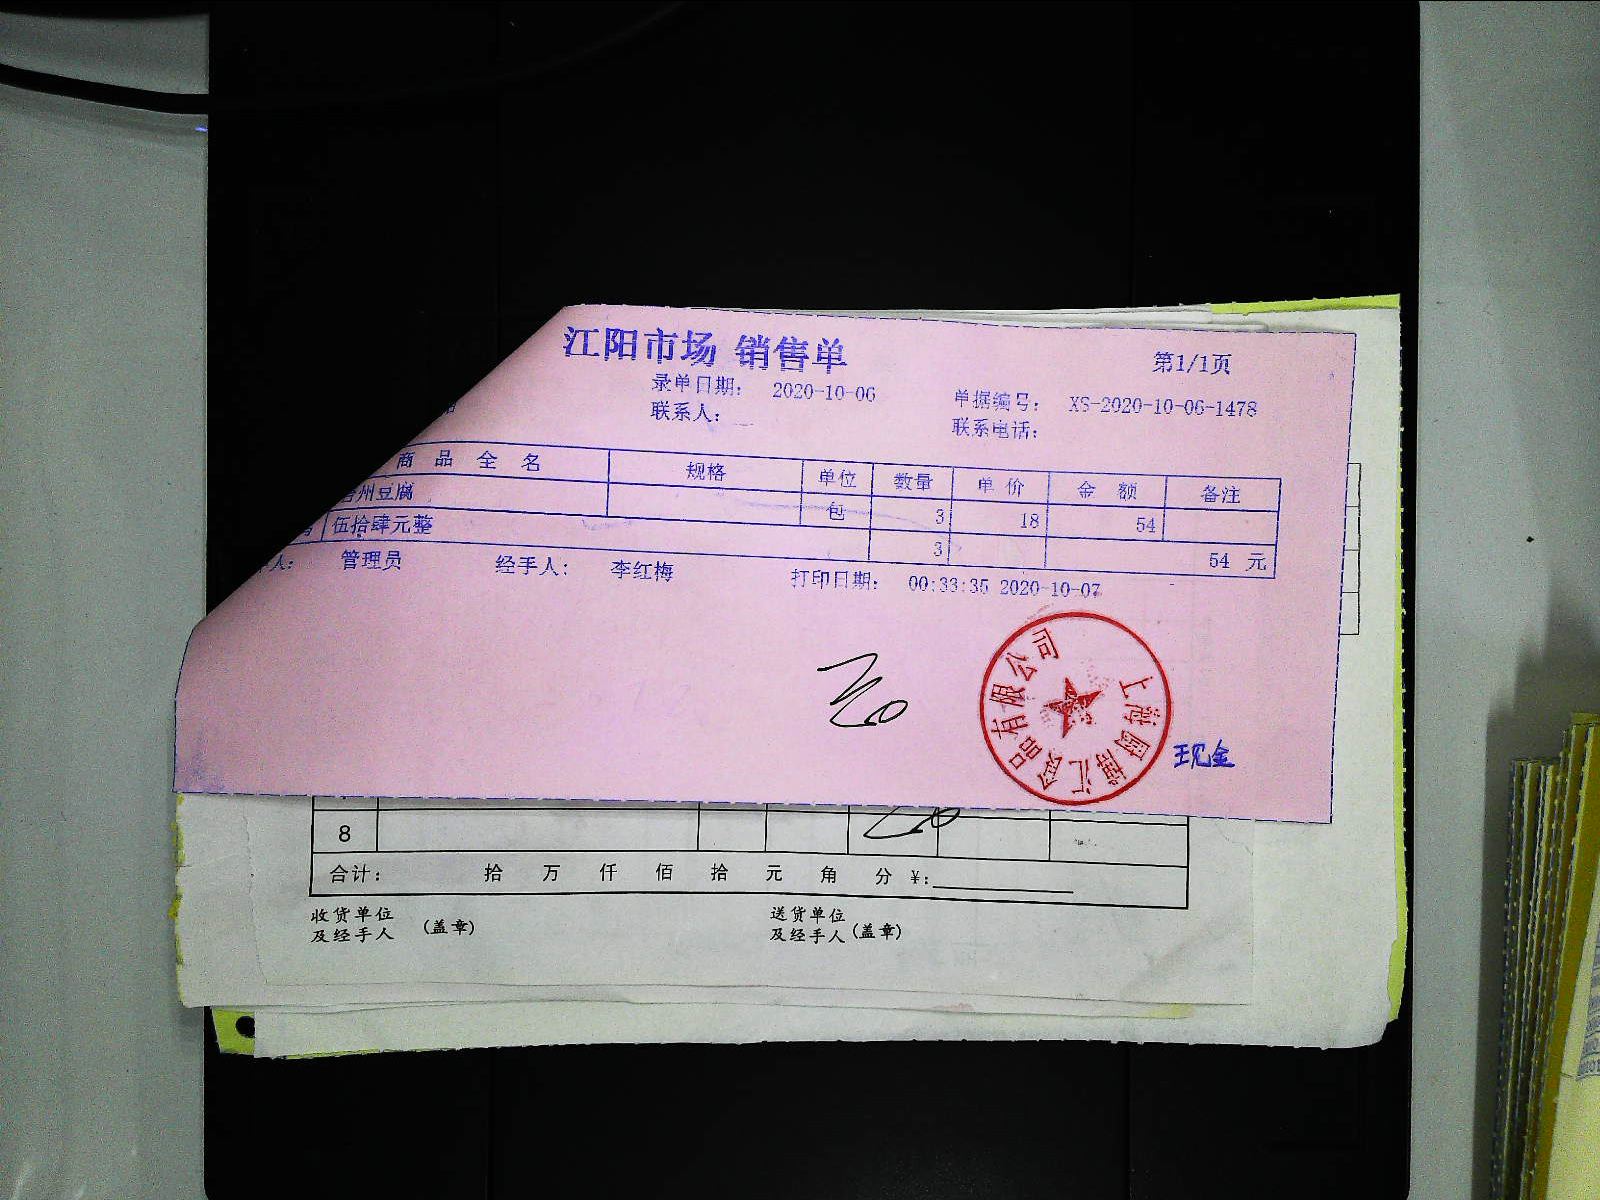 江阳市场 销售单
第1/1页
录单日期: 2020-10-06
单据编号: XS-2020-10-06-1478
联系人:
联系电话:
商品全名 规格 单位 数量 单价 金额 备注
州豆腐 包 3 18 54
伍拾肆元整 3 54 元
人: 管理员 经手人: 李红梅 打印日期: 00:33:35 2020-10-07
食品有限公司
现金
8
合计: 拾 万 仟 佰 拾 元 角 分 ¥:
收货单位
及经手人 (盖章)
送货单位
及经手人 (盖章)